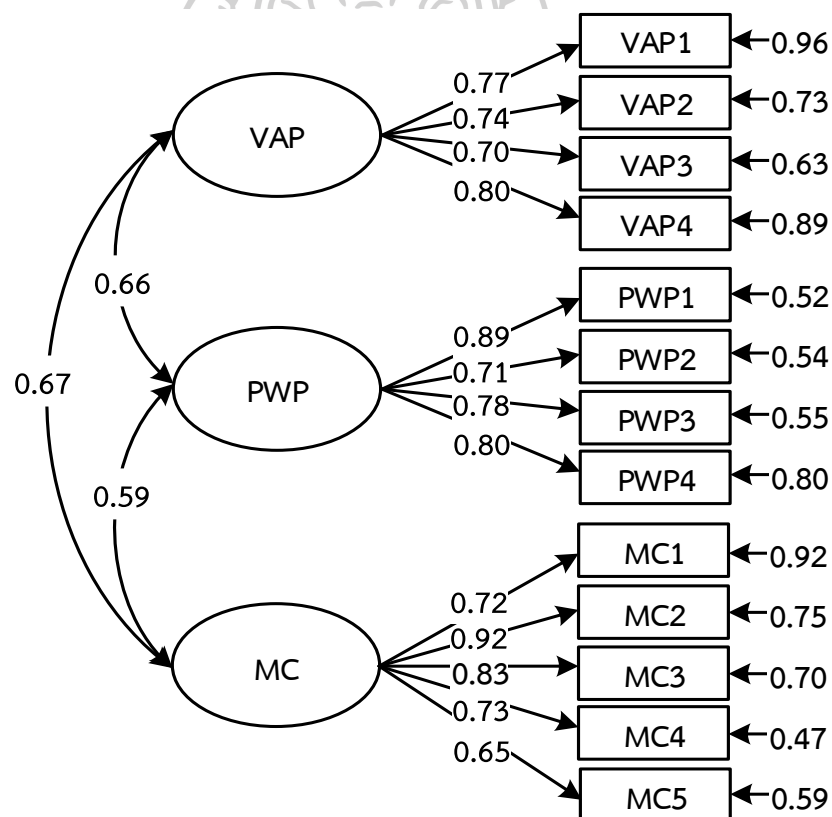 VAP1 0.96
0.77
VAP2 0.73
0.74
VAP
0.70
VAP3 0.63
0.80
VAP4 0.89
0.66
PWP1 0.52
0.89
PWP2 0.54
0.71
0.67
PWP
0.78
PWP3 0.55
0.80
PWP4 0.80
0.59
MC1 0.92
0.72
MC2 0.75
0.92
MC
0.83
MC3 0.70
0.73
MC4 0.47
0.65
MC5 0.59